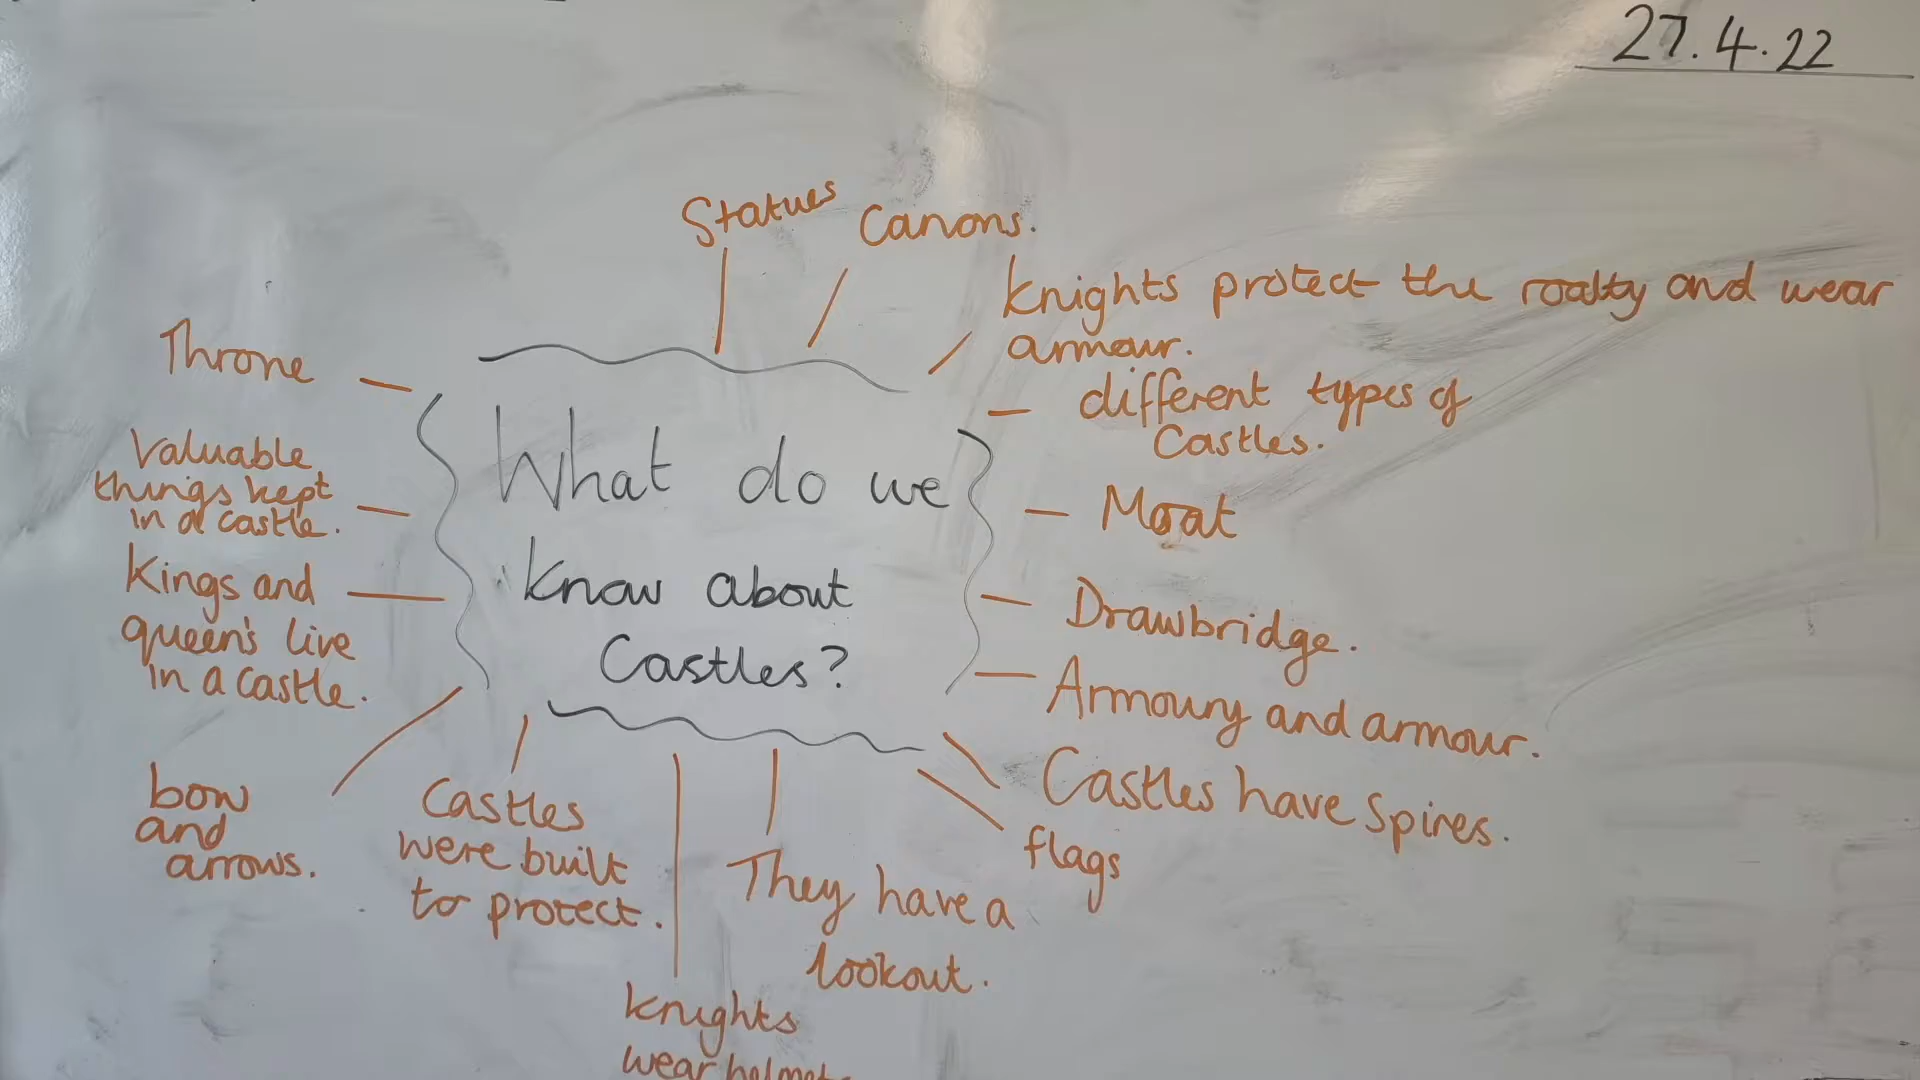 27.4.22
Statues
Canons.
Knights protect the roalty and wear
armour.
different types of
Castles.
Moat
Drawbridge.
Armoury and armour.
Castles have spires.
flags
They have a
lookout.
knights
wear helmets
Castles
were built
to protect.
bow
and
arrows.
Kings and
queen's live
in a castle.
Valuable
things kept
in a castle.
Throne
What do we
know about
Castles?